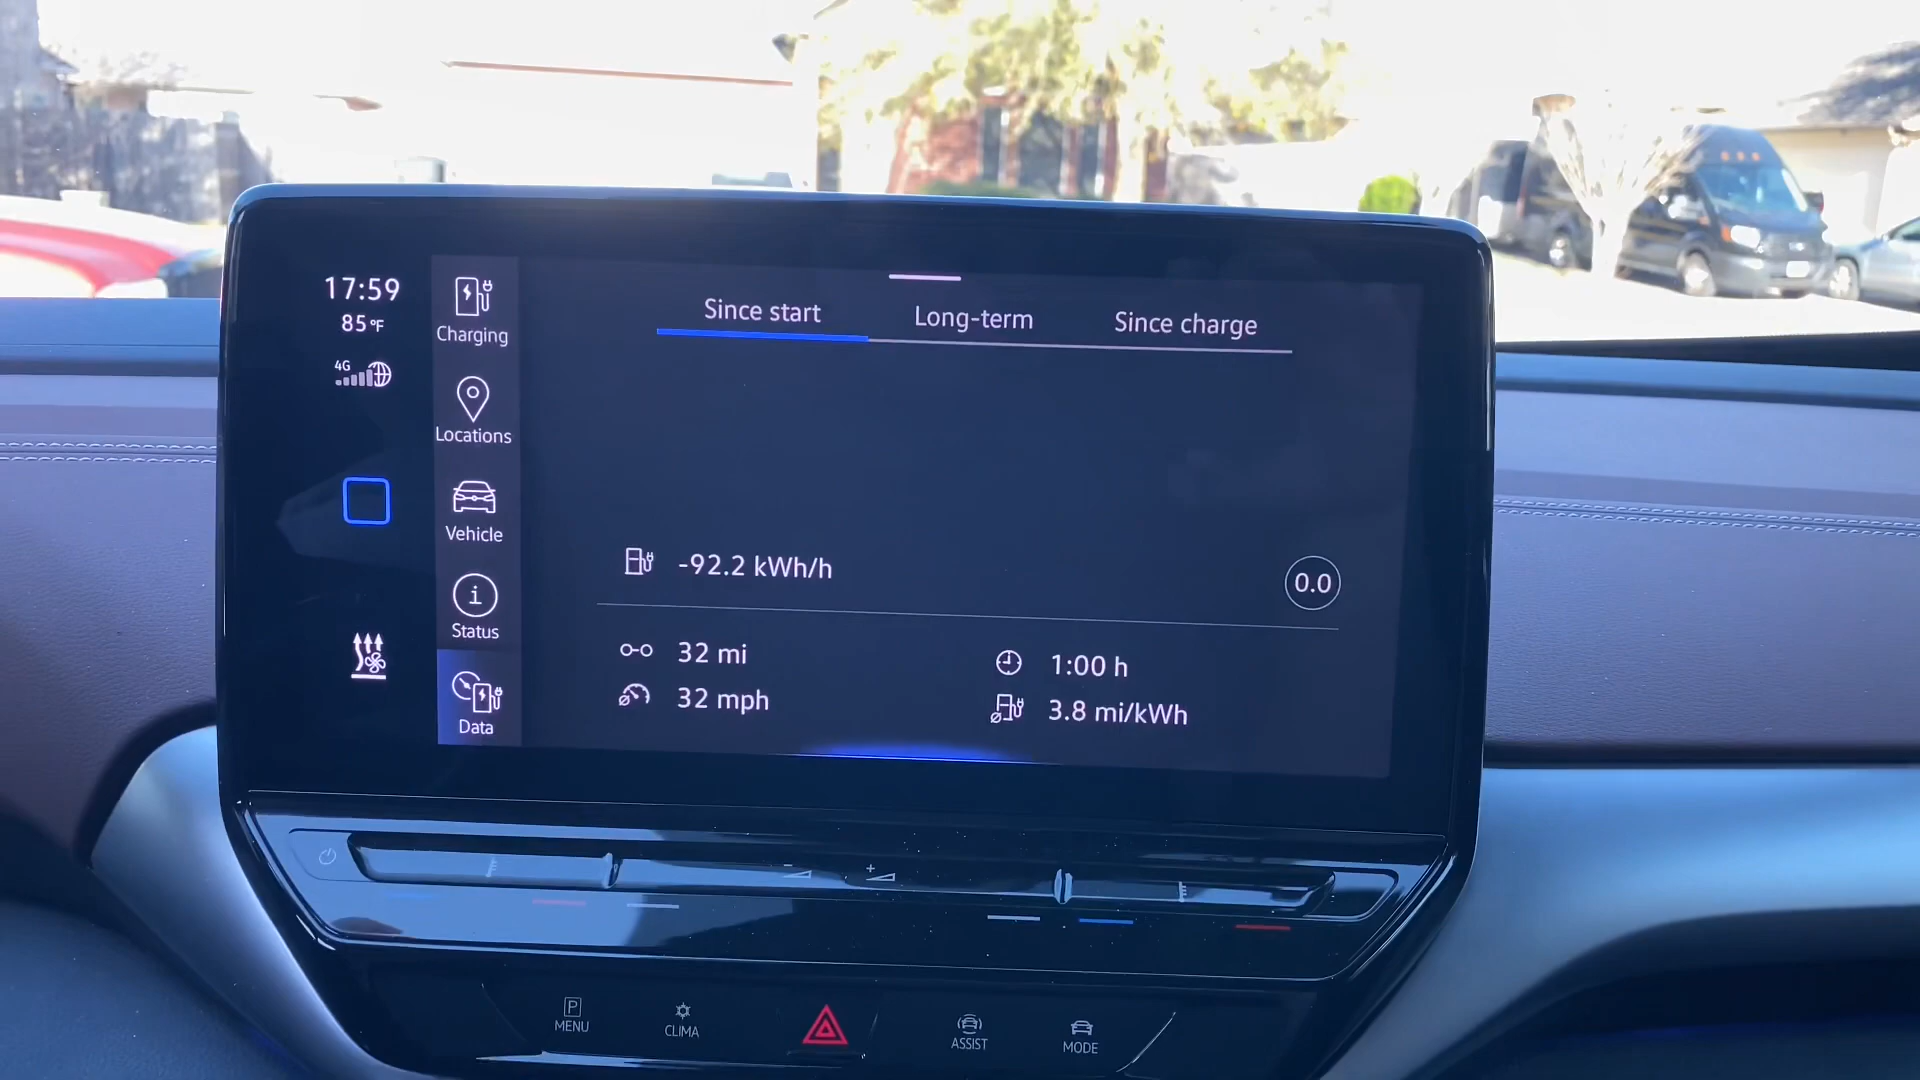 17:59
85°F
4G
Charging
Locations
Vehicle
Status
Data
Since start
Long-term
Since charge
-92.2 kWh/h
0.0
32 mi
1:00 h
32 mph
3.8 mi/kWh
P
MENU
CLIMA
ASSIST
MODE